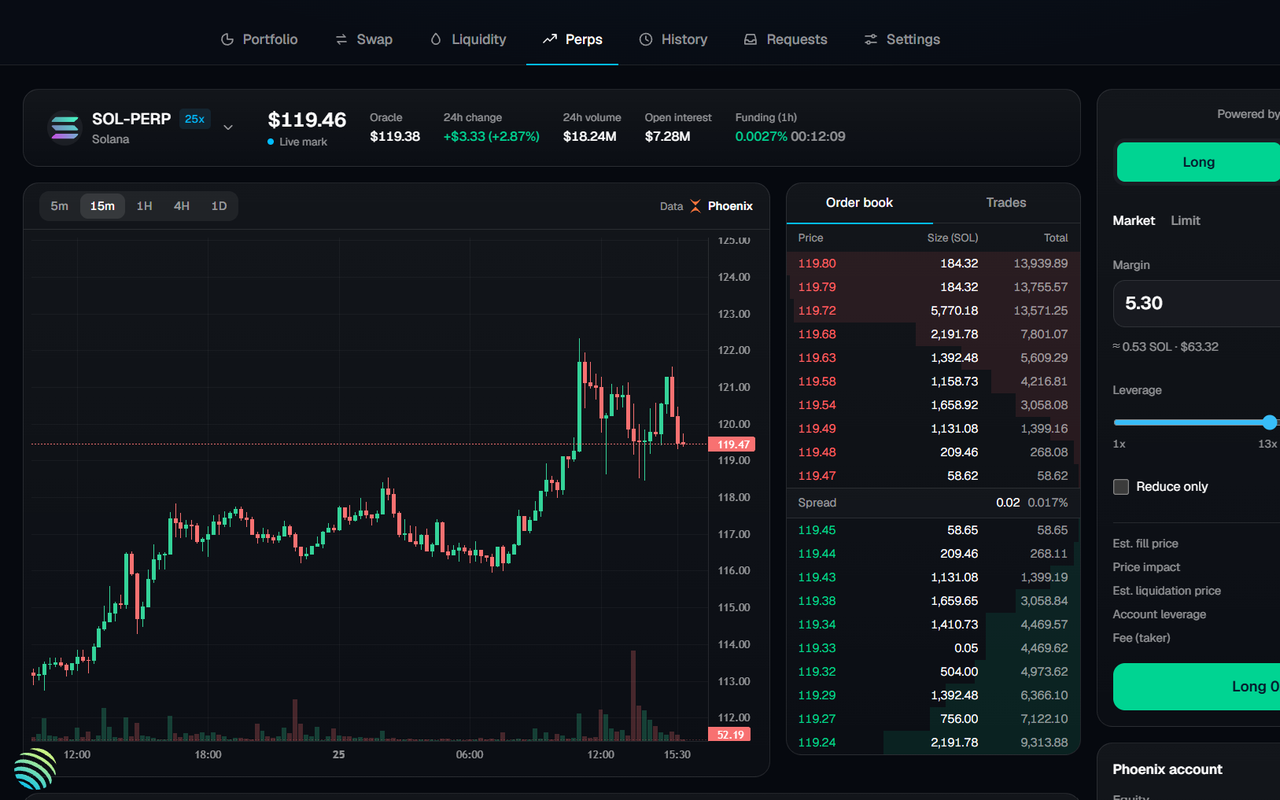 Portfolio Swap Liquidity Perps History Requests Settings
SOL-PERP 25x
Solana
$119.46
Live mark
Oracle
$119.38
24h change
+$3.33 (+2.87%)
24h volume
$18.24M
Open interest
$7.28M
Funding (1h)
0.0027% 00:12:09
5m 15m 1H 4H 1D
Data Phoenix
125.00
124.00
123.00
122.00
121.00
120.00
119.47
119.00
118.00
117.00
116.00
115.00
114.00
113.00
112.00
52.19
12:00 18:00 25 06:00 12:00 15:30
Order book Trades
Price Size (SOL) Total
119.80 184.32 13,939.89
119.79 184.32 13,755.57
119.72 5,770.18 13,571.25
119.68 2,191.78 7,801.07
119.63 1,392.48 5,609.29
119.58 1,158.73 4,216.81
119.54 1,658.92 3,058.08
119.49 1,131.08 1,399.16
119.48 209.46 268.08
119.47 58.62 58.62
Spread 0.02 0.017%
119.45 58.65 58.65
119.44 209.46 268.11
119.43 1,131.08 1,399.19
119.38 1,659.65 3,058.84
119.34 1,410.73 4,469.57
119.33 0.05 4,469.62
119.32 504.00 4,973.62
119.29 1,392.48 6,366.10
119.27 756.00 7,122.10
119.24 2,191.78 9,313.88
Powered by
Long
Market Limit
Margin
5.30
≈ 0.53 SOL · $63.32
Leverage
1x 13x
Reduce only
Est. fill price
Price impact
Est. liquidation price
Account leverage
Fee (taker)
Long 0
Phoenix account
Equity